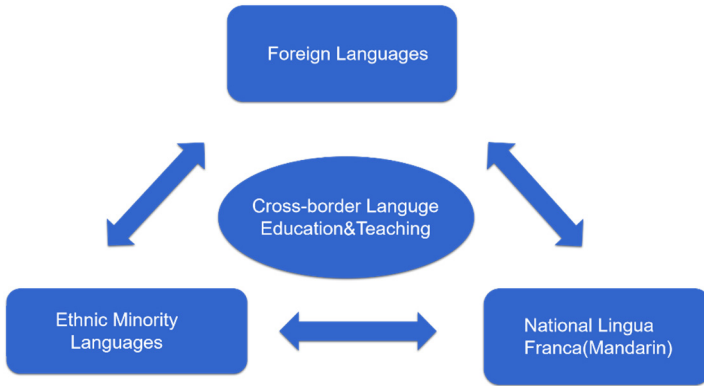 Foreign Languages
Cross-border Languge
Education&Teaching
Ethnic Minority
Languages
National Lingua
Franca(Mandarin)